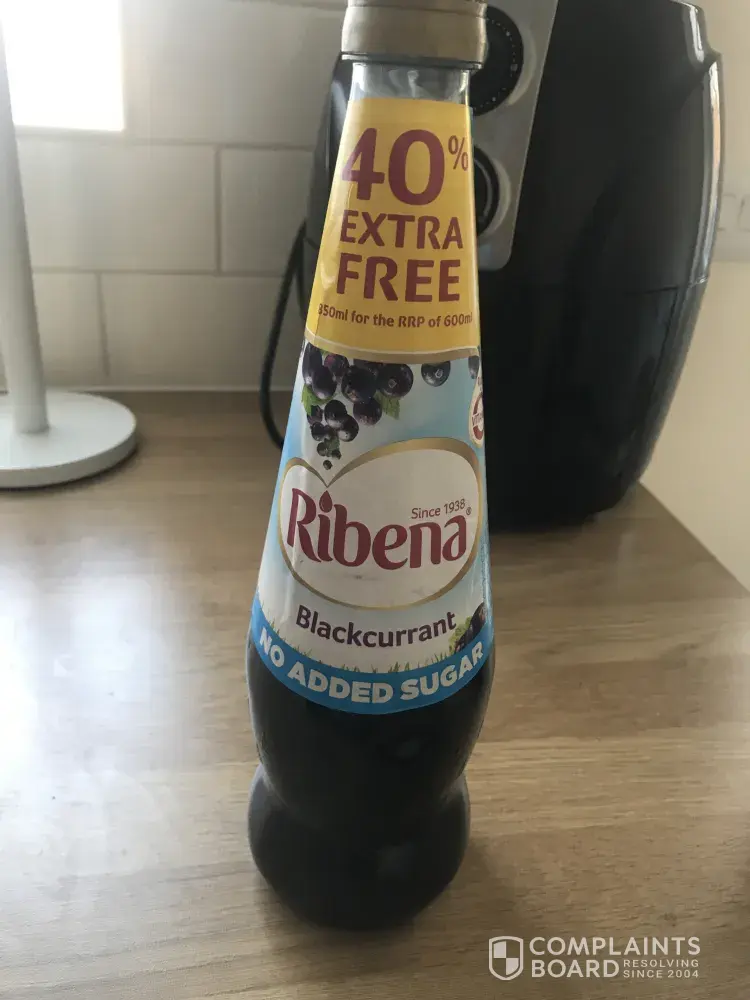 40%
EXTRA
FREE
850ml for the RRP of 600ml
Since 1938
Ribena®
Blackcurrant
NO ADDED SUGAR
COMPLAINTS
BOARD RESOLVING
SINCE 2004